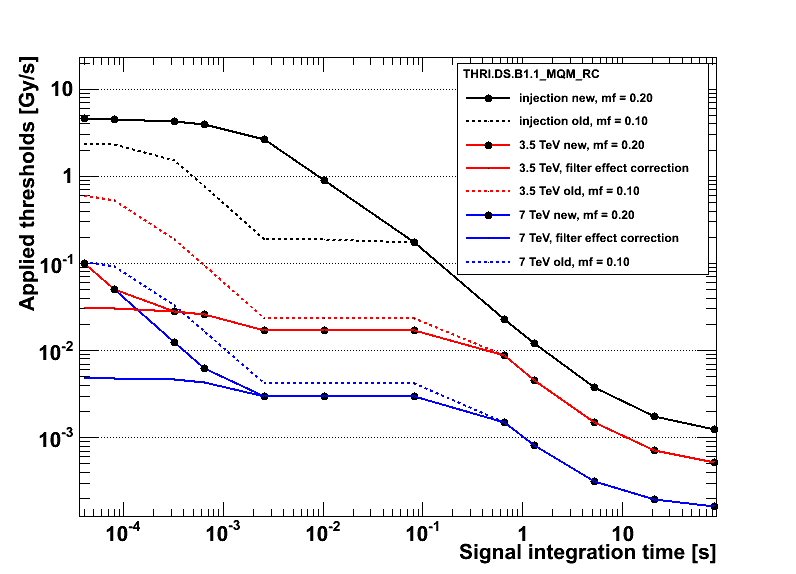 Applied thresholds [Gy/s]
10
1
10-1
10-2
10-3
THRI.DS.B1.1_MQM_RC
injection new, mf = 0.20
injection old, mf = 0.10
3.5 TeV new, mf = 0.20
3.5 TeV, filter effect correction
3.5 TeV old, mf = 0.10
7 TeV new, mf = 0.20
7 TeV, filter effect correction
7 TeV old, mf = 0.10
10-4 10-3 10-2 10-1 1 10
Signal integration time [s]